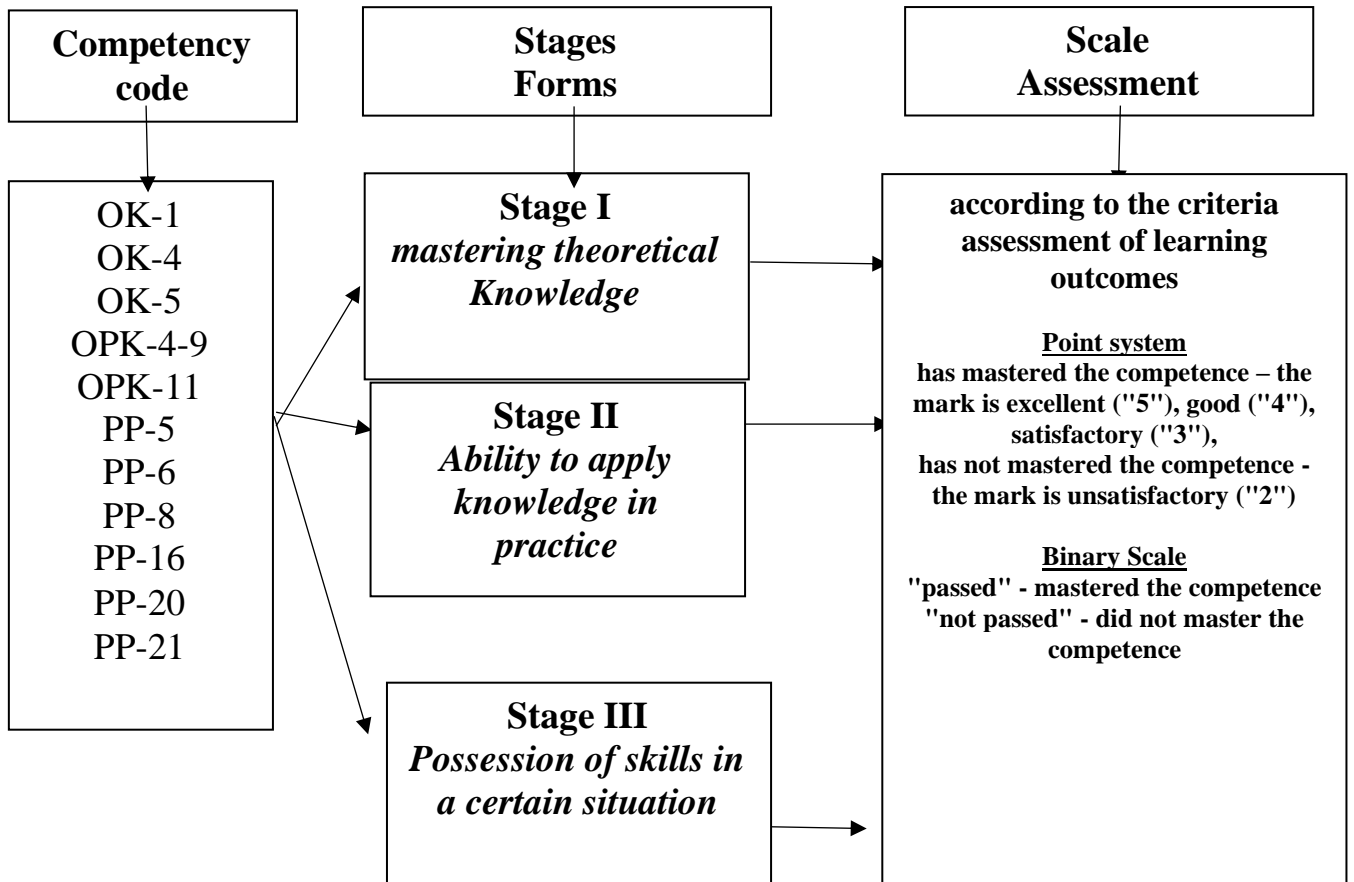 Competency
code
Stages
Forms
Scale
Assessment
OK-1
OK-4
OK-5
OPK-4-9
OPK-11
PP-5
PP-6
PP-8
PP-16
PP-20
PP-21
Stage I
mastering theoretical
Knowledge
Stage II
Ability to apply
knowledge in
practice
Stage III
Possession of skills in
a certain situation
according to the criteria
assessment of learning
outcomes
Point system
has mastered the competence – the
mark is excellent ("5"), good ("4"),
satisfactory ("3"),
has not mastered the competence -
the mark is unsatisfactory ("2")
Binary Scale
"passed" - mastered the competence
"not passed" - did not master the
competence